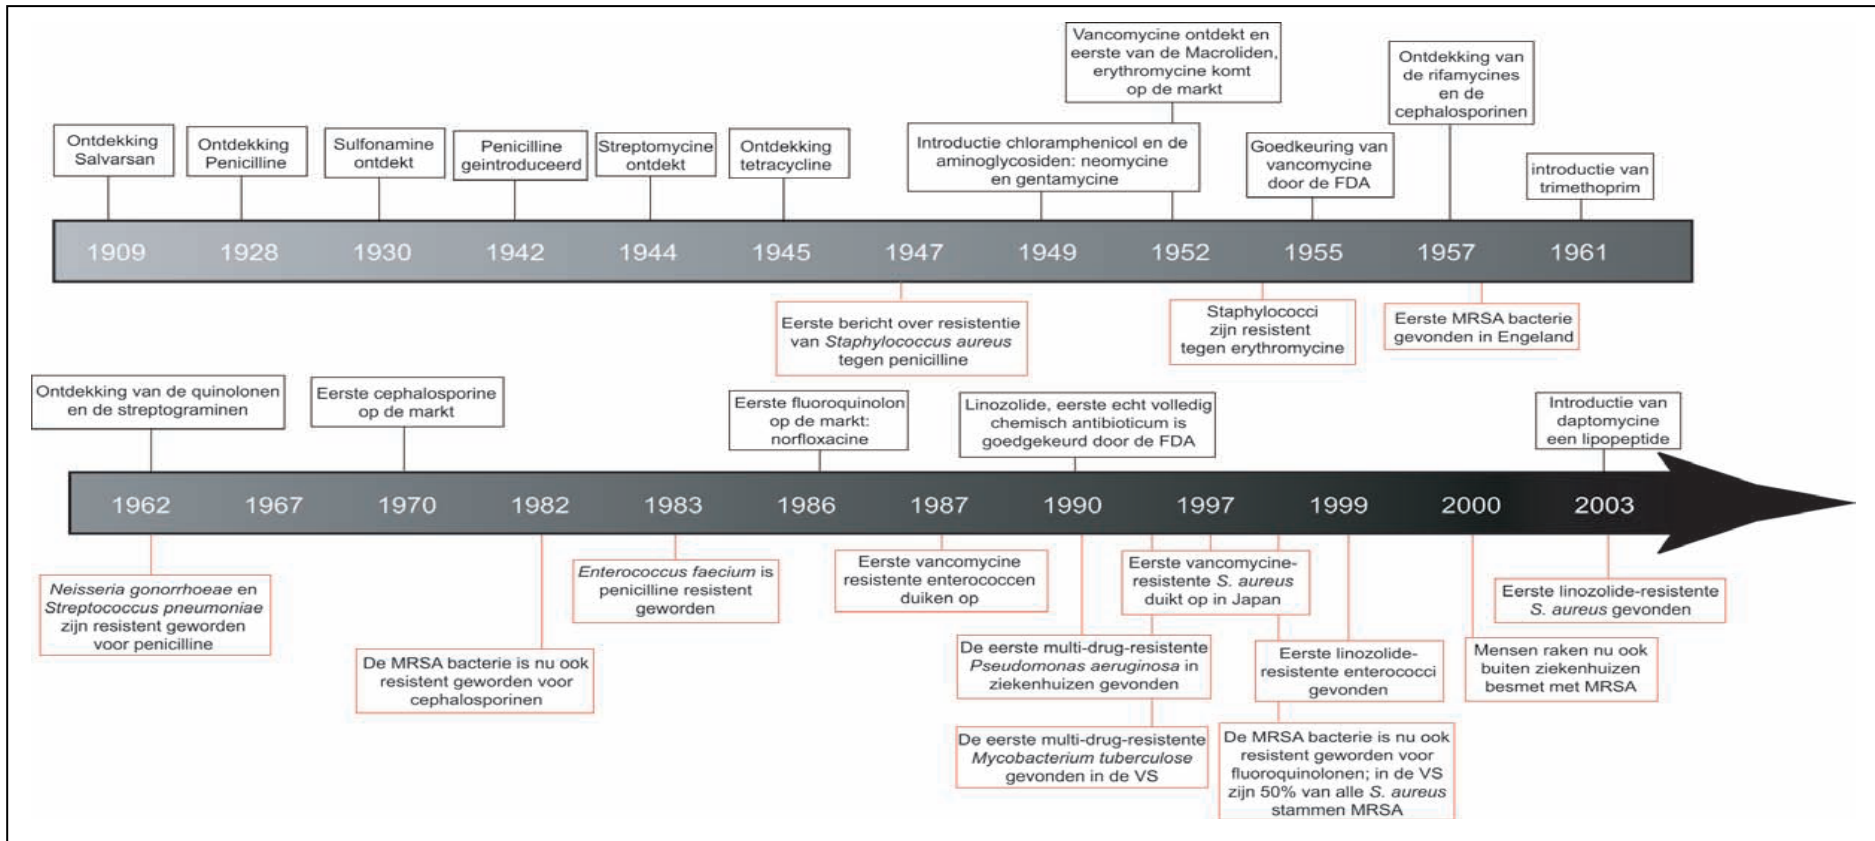 Ontdekking
Salvarsan
Ontdekking
Penicilline
Sulfonamine
ontdekt
Penicilline
geintroduceerd
Streptomycine
ontdekt
Ontdekking
tetracycline
Introductie chloramphenicol en de
aminoglycosiden: neomycine
en gentamycine
Vancomycine ontdekt en
eerste van de Macroliden,
erythromycine komt
op de markt
Goedkeuring van
vancomycine
door de FDA
Ontdekking van
de rifamycines
en de
cephalosporinen
introductie van
trimethoprim
1909 1928 1930 1942 1944 1945 1947 1949 1952 1955 1957 1961
Eerste bericht over resistentie
van Staphylococcus aureus
tegen penicilline
Staphylococci
zijn resistent
tegen erythromycine
Eerste MRSA bacterie
gevonden in Engeland
Ontdekking van de quinolonen
en de streptograminen
Eerste cephalosporine
op de markt
Eerste fluoroquinolon
op de markt:
norfloxacine
Linozolide, eerste echt volledig
chemisch antibioticum is
goedgekeurd door de FDA
Introductie van
daptomycine
een lipopeptide
1962 1967 1970 1982 1983 1986 1987 1990 1997 1999 2000 2003
Neisseria gonorrhoeae en
Streptococcus pneumoniae
zijn resistent geworden
voor penicilline
De MRSA bacterie is nu ook
resistent geworden voor
cephalosporinen
Enterococcus faecium is
penicilline resistent
geworden
Eerste vancomycine
resistente enterococcen
duiken op
De eerste multi-drug-resistente
Pseudomonas aeruginosa in
ziekenhuizen gevonden
De eerste multi-drug-resistente
Mycobacterium tuberculose
gevonden in de VS
Eerste vancomycine-
resistente S. aureus
duikt op in Japan
Eerste linozolide-
resistente enterococci
gevonden
De MRSA bacterie is nu ook
resistent geworden voor
fluoroquinolonen; in de VS
zijn 50% van alle S. aureus
stammen MRSA
Mensen raken nu ook
buiten ziekenhuizen
besmet met MRSA
Eerste linozolide-resistente
S. aureus gevonden